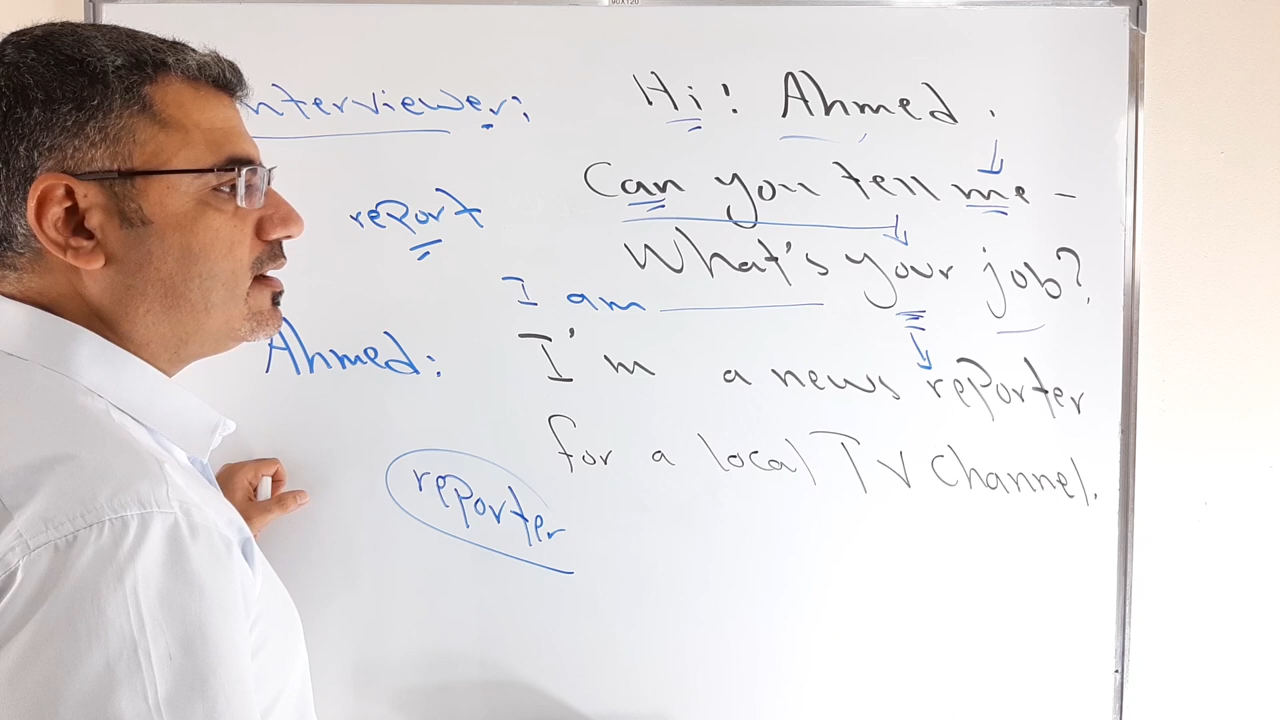 90X120
nterviewer: Hi! Ahmed.
report
Can you tell me -
What's your job?
I am
Ahmed: I'm a news reporter
for a local TV Channel.
reporter